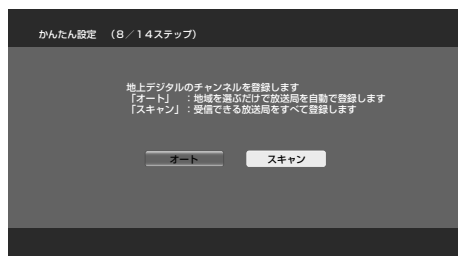 かんたん設定　(8／14ステップ)
地上デジタルのチャンネルを登録します
「オート」　：地域を選ぶだけで放送局を自動で登録します
「スキャン」：受信できる放送局をすべて登録します
オート　スキャン